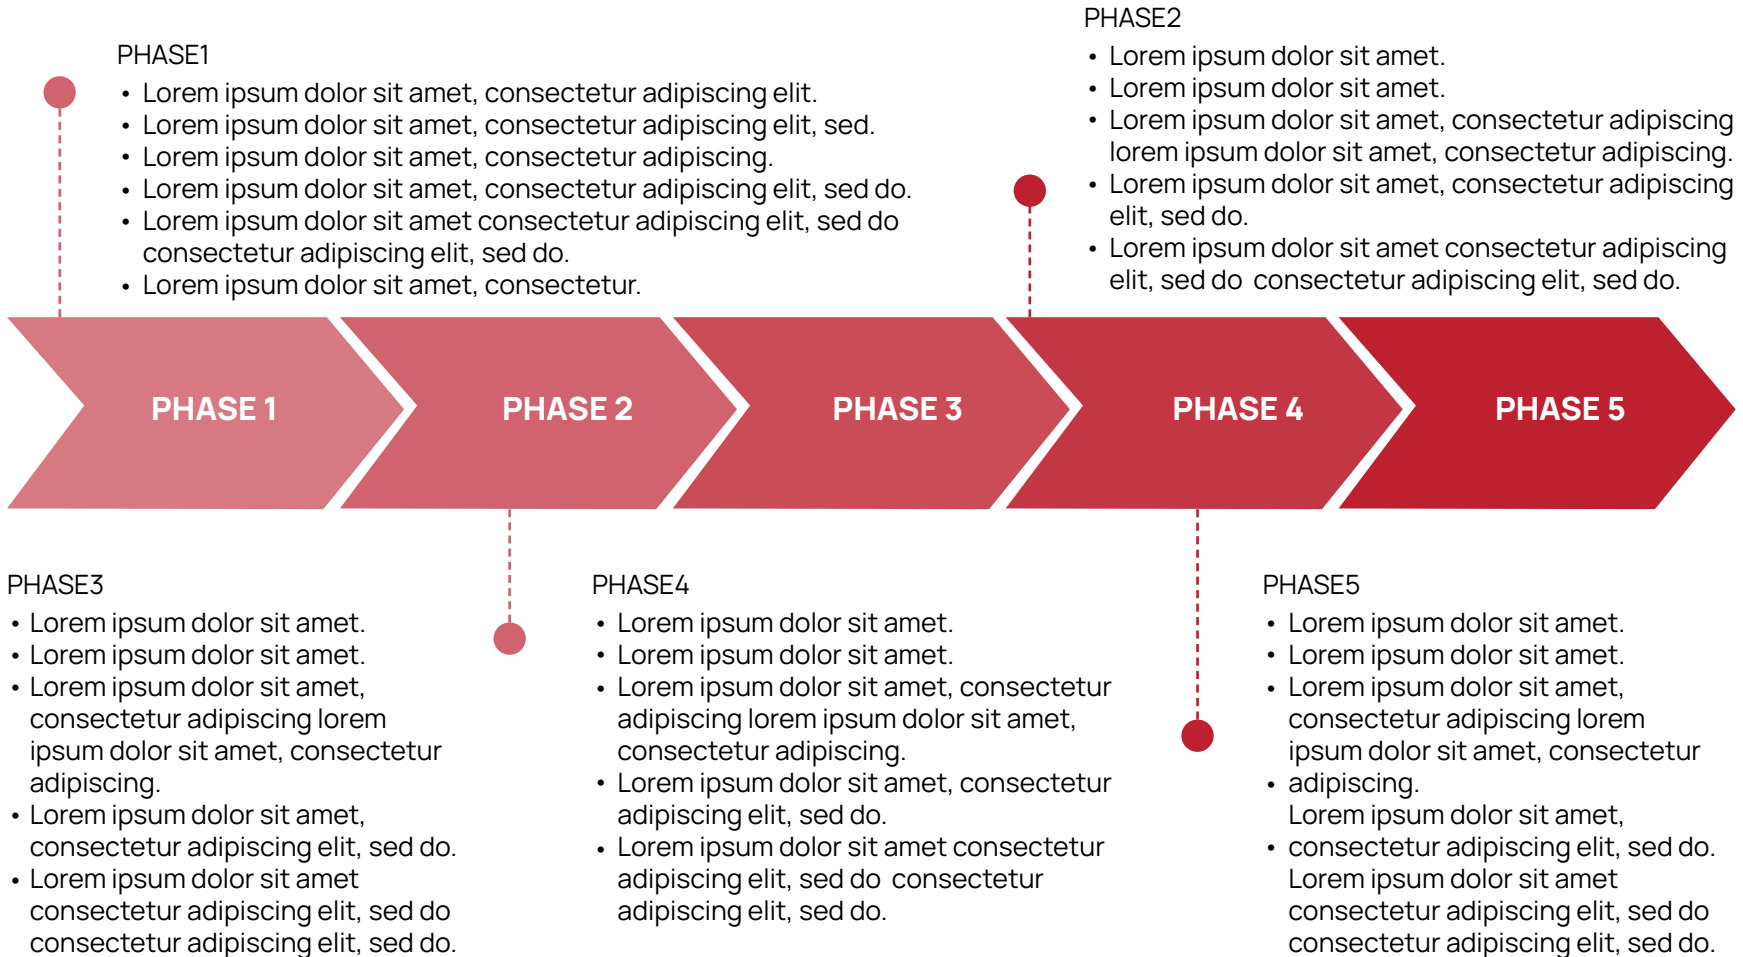 PHASE1
• Lorem ipsum dolor sit amet, consectetur adipiscing elit.
• Lorem ipsum dolor sit amet, consectetur adipiscing elit, sed.
• Lorem ipsum dolor sit amet, consectetur adipiscing.
• Lorem ipsum dolor sit amet, consectetur adipiscing elit, sed do.
• Lorem ipsum dolor sit amet consectetur adipiscing elit, sed do
consectetur adipiscing elit, sed do.
• Lorem ipsum dolor sit amet, consectetur.
PHASE2
• Lorem ipsum dolor sit amet.
• Lorem ipsum dolor sit amet.
• Lorem ipsum dolor sit amet, consectetur adipiscing
lorem ipsum dolor sit amet, consectetur adipiscing.
• Lorem ipsum dolor sit amet, consectetur adipiscing
elit, sed do.
• Lorem ipsum dolor sit amet consectetur adipiscing
elit, sed do consectetur adipiscing elit, sed do.
PHASE 1
PHASE 2
PHASE 3
PHASE 4
PHASE 5
PHASE3
• Lorem ipsum dolor sit amet.
• Lorem ipsum dolor sit amet.
• Lorem ipsum dolor sit amet,
consectetur adipiscing lorem
ipsum dolor sit amet, consectetur
adipiscing.
• Lorem ipsum dolor sit amet,
consectetur adipiscing elit, sed do.
• Lorem ipsum dolor sit amet
consectetur adipiscing elit, sed do
consectetur adipiscing elit, sed do.
PHASE4
• Lorem ipsum dolor sit amet.
• Lorem ipsum dolor sit amet.
• Lorem ipsum dolor sit amet, consectetur
adipiscing lorem ipsum dolor sit amet,
consectetur adipiscing.
• Lorem ipsum dolor sit amet, consectetur
adipiscing elit, sed do.
• Lorem ipsum dolor sit amet consectetur
adipiscing elit, sed do consectetur
adipiscing elit, sed do.
PHASE5
• Lorem ipsum dolor sit amet.
• Lorem ipsum dolor sit amet.
• Lorem ipsum dolor sit amet,
consectetur adipiscing lorem
ipsum dolor sit amet, consectetur
• adipiscing.
Lorem ipsum dolor sit amet,
• consectetur adipiscing elit, sed do.
Lorem ipsum dolor sit amet
consectetur adipiscing elit, sed do
consectetur adipiscing elit, sed do.